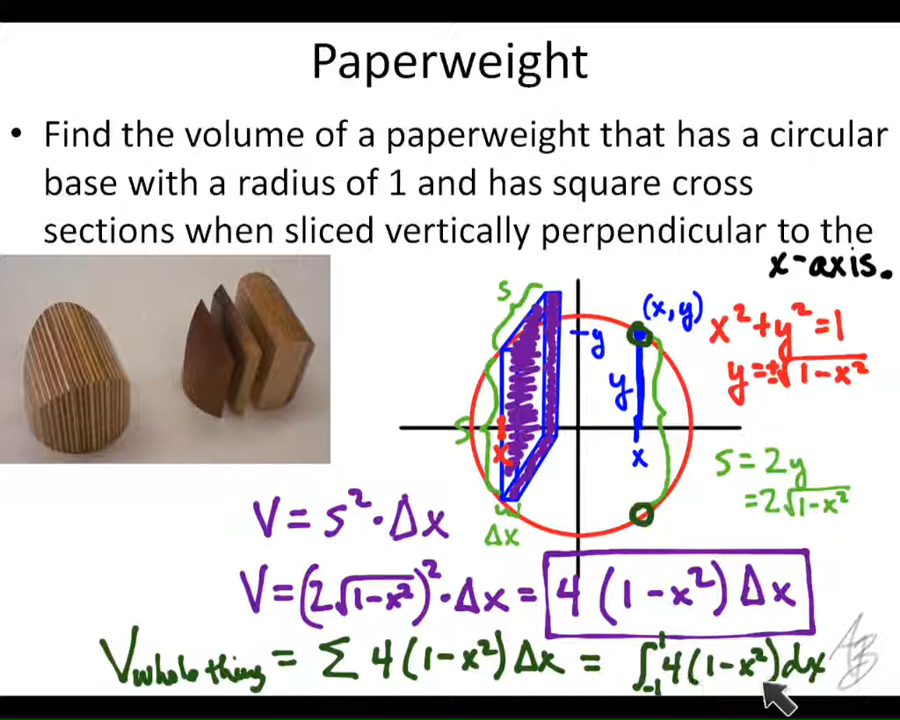 Paperweight
• Find the volume of a paperweight that has a circular
base with a radius of 1 and has square cross
sections when sliced vertically perpendicular to the
x-axis.
s
(x, y)
x²+y²=1
y
y=±√1-x²
y
s
x
x
s=2y
=2√1-x²
V=s²·Δx
Δx
V=(2√1-x²)²·Δx=4(1-x²)Δx
Vwhole thing = Σ4(1-x²)Δx = ∫₋₁¹4(1-x²)dx